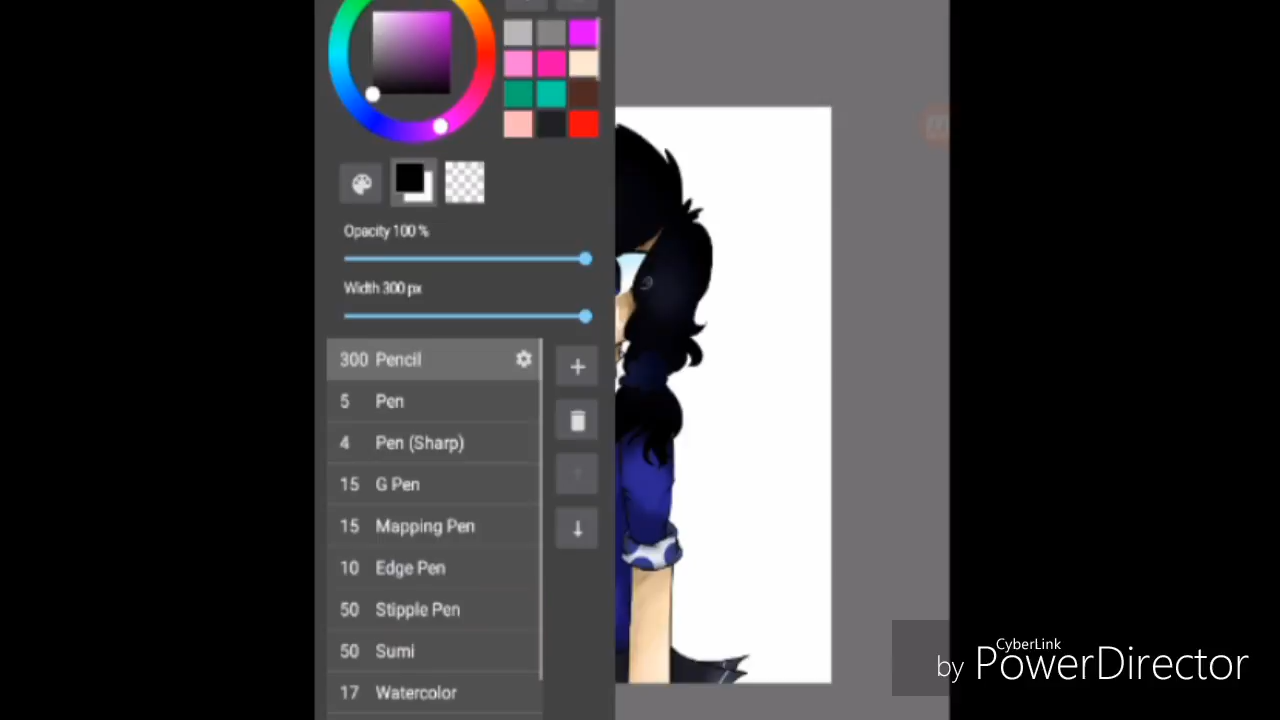 Opacity 100 %
Width 300 px
300 Pencil
5 Pen
4 Pen (Sharp)
15 G Pen
15 Mapping Pen
10 Edge Pen
50 Stipple Pen
50 Sumi
17 Watercolor
CyberLink
by PowerDirector